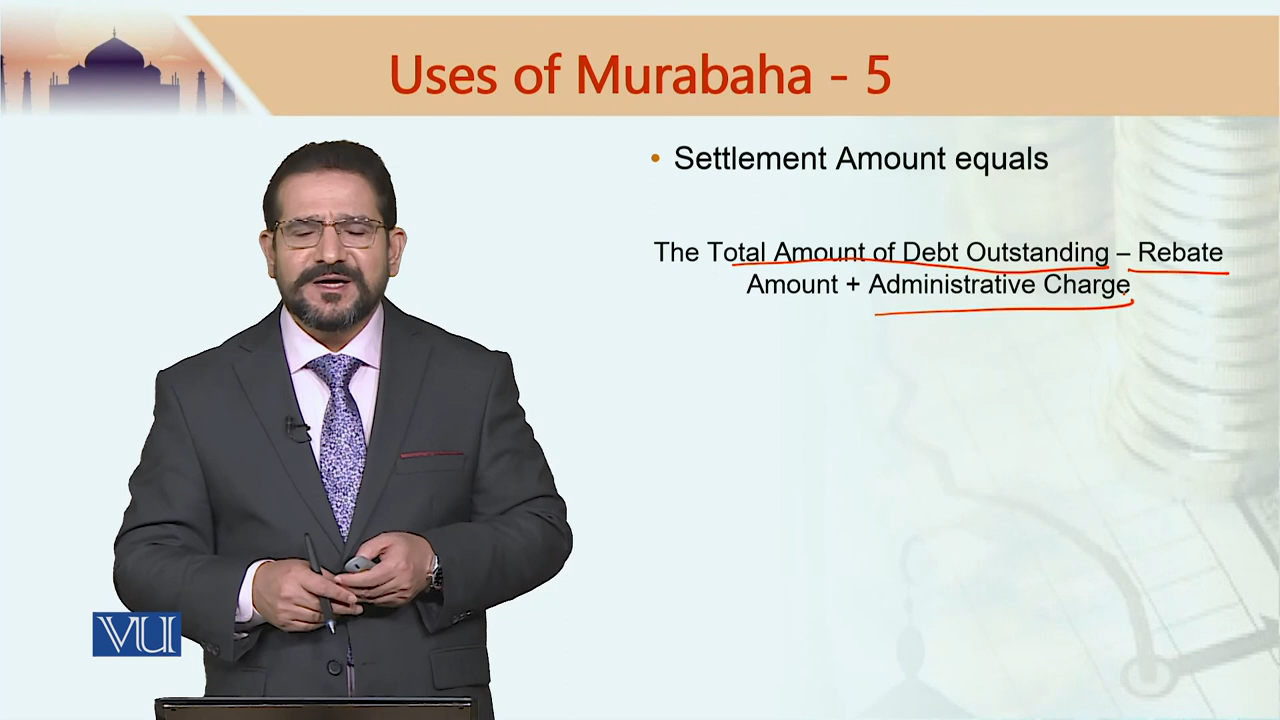 Uses of Murabaha - 5
• Settlement Amount equals
The Total Amount of Debt Outstanding – Rebate
Amount + Administrative Charge
VU